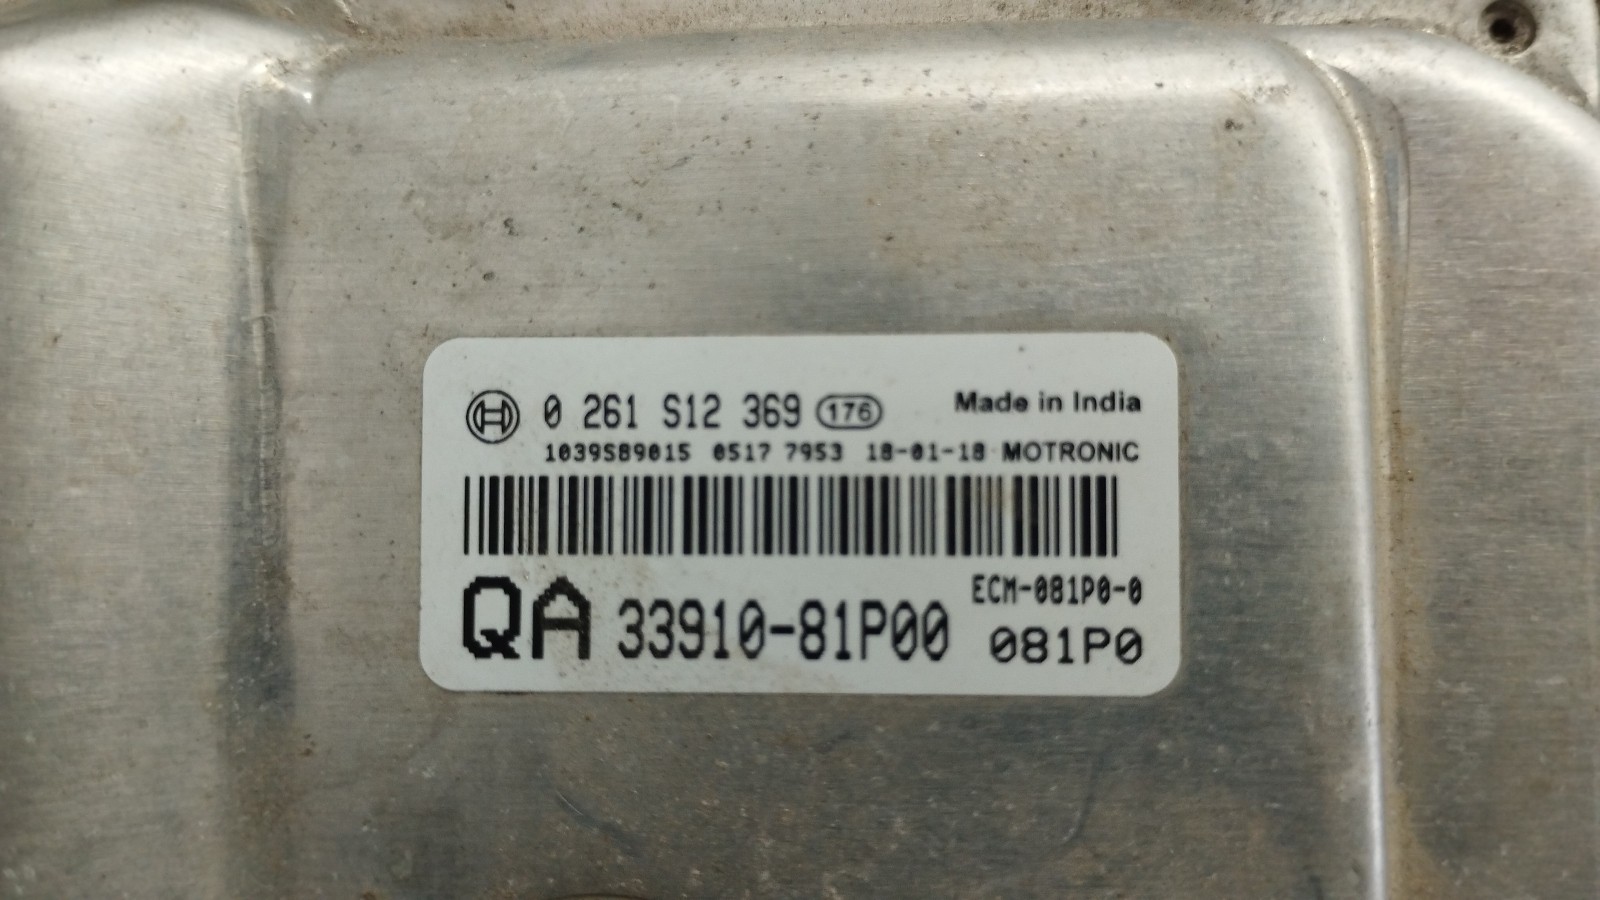 0 261 S12 369 176 Made in India
1039S89015 0517 7953 18-01-18 MOTRONIC
QA 33910-81P00 ECM-081P0-0
081P0